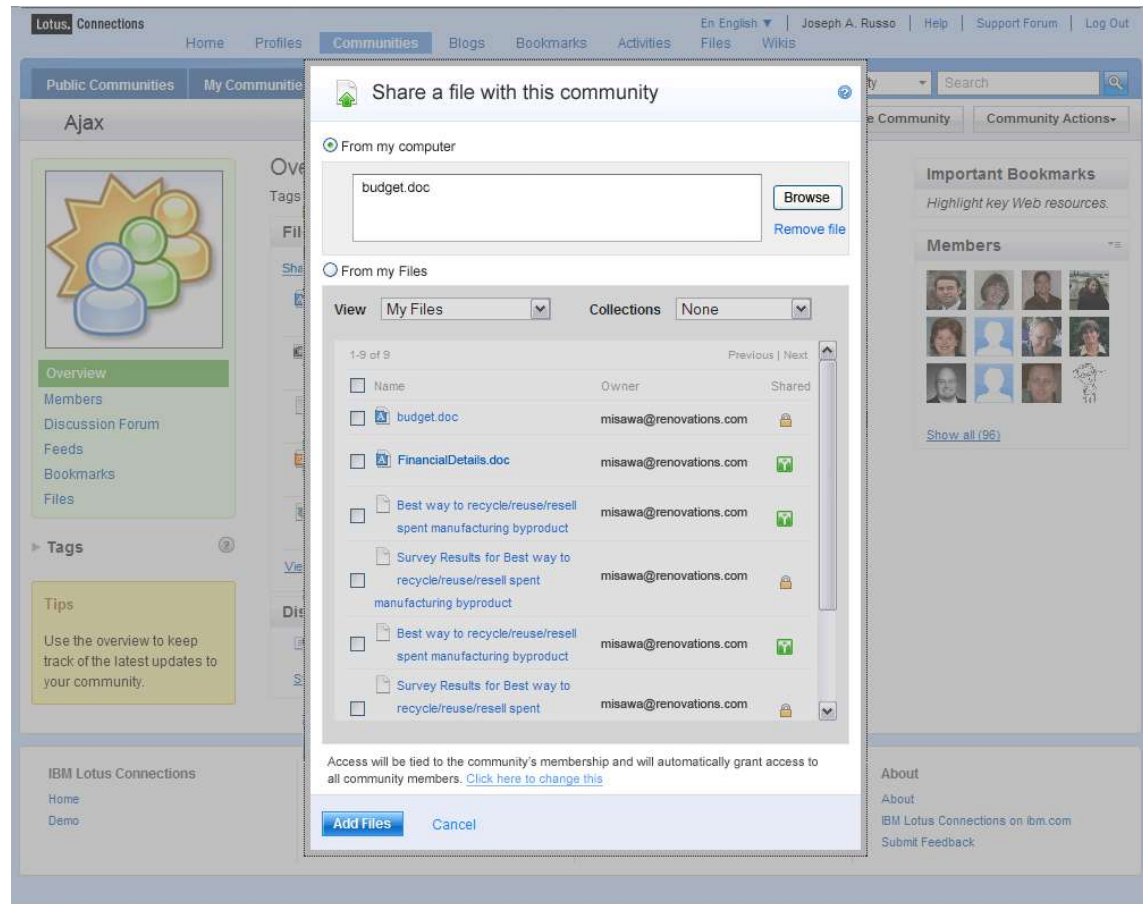 Lotus. Connections
En English ▼ | Joseph A. Russo | Help | Support Forum | Log Out
Home Profiles Communities Blogs Bookmarks Activities Files Wikis
Public Communities
Search
Ajax
Community Actions
Share a file with this community
From my computer
budget.doc
Browse
Remove file
From my Files
View My Files Collections None
1-9 of 9 Previous | Next
Name Owner Shared
budget.doc misawa@renovations.com
FinancialDetails.doc misawa@renovations.com
Best way to recycle/reuse/resell
spent manufacturing byproduct
misawa@renovations.com
Survey Results for Best way to
recycle/reuse/resell spent
manufacturing byproduct
misawa@renovations.com
Best way to recycle/reuse/resell
spent manufacturing byproduct
misawa@renovations.com
Survey Results for Best way to
recycle/reuse/resell spent
misawa@renovations.com
Access will be tied to the community's membership and will automatically grant access to
all community members. Click here to change this
Add Files Cancel
Overview
Members
Discussion Forum
Feeds
Bookmarks
Files
Tags
Tips
Use the overview to keep
track of the latest updates to
your community.
Tags
Important Bookmarks
Highlight key Web resources.
Members
Show all (96)
IBM Lotus Connections
Home
Demo
About
About
IBM Lotus Connections on ibm.com
Submit Feedback